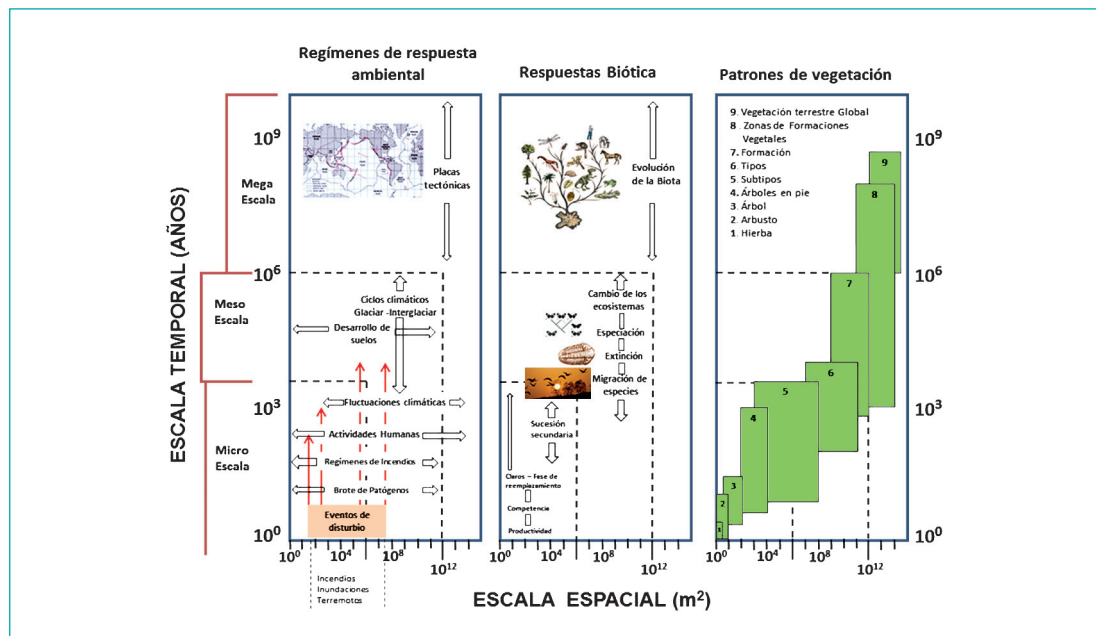 Regímenes de respuesta
ambiental
Respuestas Biótica
Patrones de vegetación
ESCALA TEMPORAL (AÑOS)
Mega
Escala
Meso
Escala
Micro
Escala
10⁹
10⁶
10³
10⁰
Placas
tectónicas
Ciclos climáticos
Glaciar -Interglaciar
Desarrollo de
suelos
Fluctuaciones climáticas
Actividades Humanas
Regímenes de Incendios
Brote de Patógenos
Eventos de
disturbio
10⁰ 10⁴ 10⁸
10¹²
Incendios
Inundaciones
Terremotos
Evolución
de la Biota
Cambio de los
ecosistemas
Especiación
Extinción
Migración de
especies
Sucesión
secundaria
Claros – Fase de
reemplazamiento
Competencia
Productividad
10⁰ 10⁴ 10⁸
10¹²
9. Vegetación terrestre Global
8 . Zonas de Formaciones
Vegetales
7. Formación
6. Tipos
5. Subtipos
4. Árboles en pie
3. Árbol
2. Arbusto
1. Hierba
9
8
7
6
5
4
3
2
1
10⁹
10⁶
10³
10⁰
10⁰ 10⁴ 10⁸
10¹²
ESCALA ESPACIAL (m²)